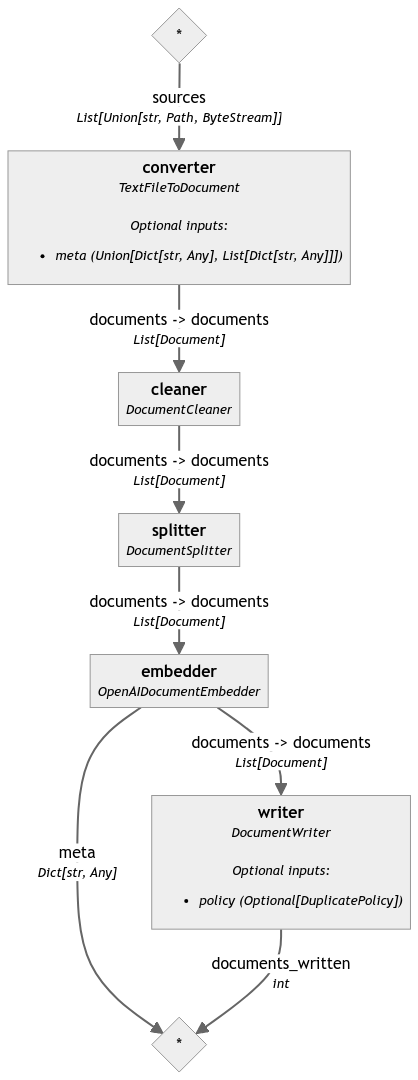 *
sources
List[Union[str, Path, ByteStream]]
converter
TextFileToDocument
Optional inputs:
• meta (Union[Dict[str, Any], List[Dict[str, Any]]])
documents -> documents
List[Document]
cleaner
DocumentCleaner
documents -> documents
List[Document]
splitter
DocumentSplitter
documents -> documents
List[Document]
embedder
OpenAIDocumentEmbedder
documents -> documents
List[Document]
writer
DocumentWriter
Optional inputs:
• policy (Optional[DuplicatePolicy])
meta
Dict[str, Any]
documents_written
int
*